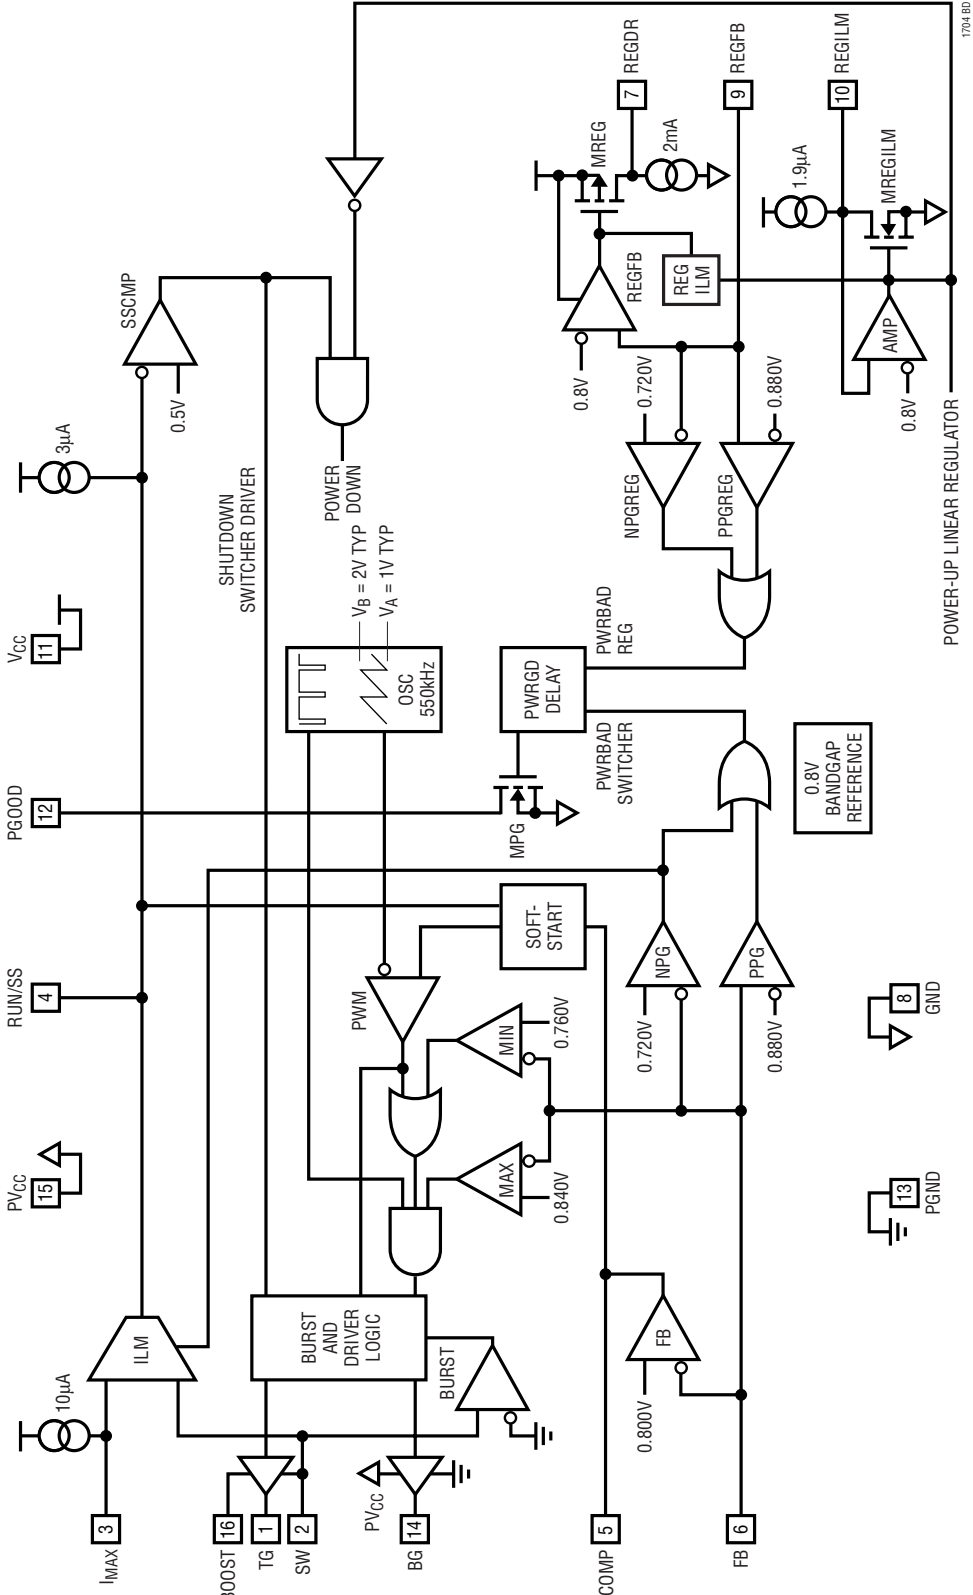 PVCC
15
RUN/SS
4
PGOOD
12
VCC
11
10µA
3µA
IMAX
3
ILM
SSCMP
0.5V
BOOST
16
TG
1
SW
2
SHUTDOWN
SWITCHER DRIVER
BURST
AND
DRIVER
LOGIC
POWER
DOWN
VB = 2V TYP
VA = 1V TYP
OSC
550kHz
PVCC
BG
14
BURST
PWM
MAX
MIN
0.840V
0.760V
SOFT-
START
MPG
PWRGD
DELAY
COMP
5
PWRBAD
SWITCHER
PWRBAD
REG
0.800V
FB
0.720V
NPG
NPGREG
0.720V
0.8V
REGFB
MREG
7
REGDR
2mA
REG
ILM
FB
6
0.880V
PPG
PPGREG
0.880V
9
REGFB
0.8V
BANDGAP
REFERENCE
1.9µA
10
REGILM
MREGILM
AMP
0.8V
13
PGND
8
GND
POWER-UP LINEAR REGULATOR
1704 BD